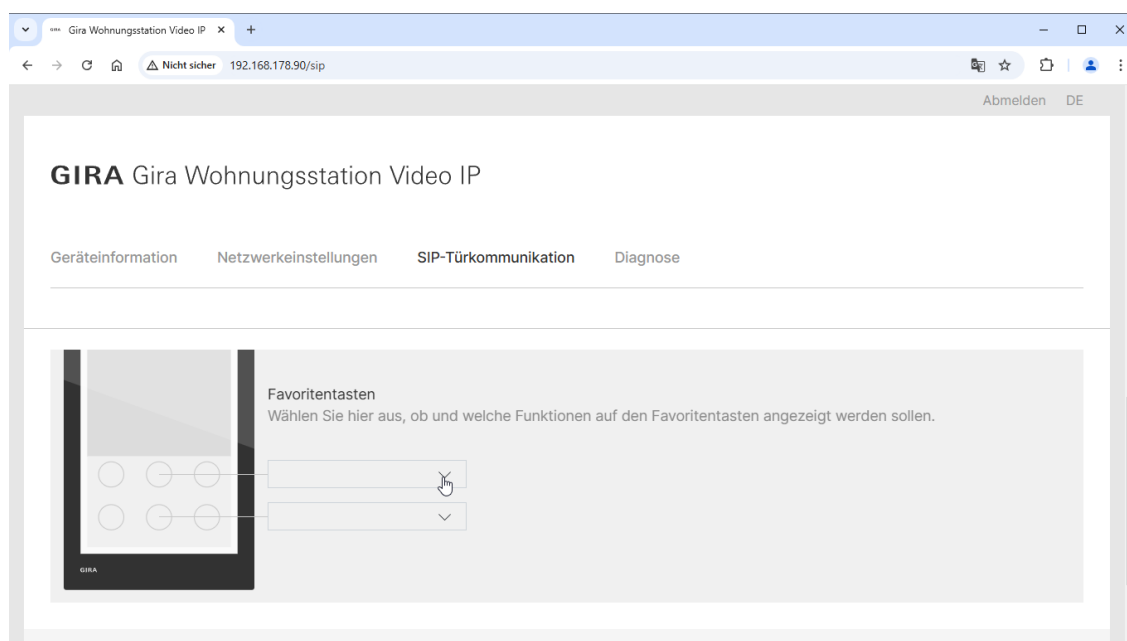 Gira Wohnungsstation Video IP
Nicht sicher 192.168.178.90/sip
Abmelden DE
GIRA Gira Wohnungsstation Video IP
Geräteinformation Netzwerkeinstellungen SIP-Türkommunikation Diagnose
Favoritentasten
Wählen Sie hier aus, ob und welche Funktionen auf den Favoritentasten angezeigt werden sollen.
GIRA